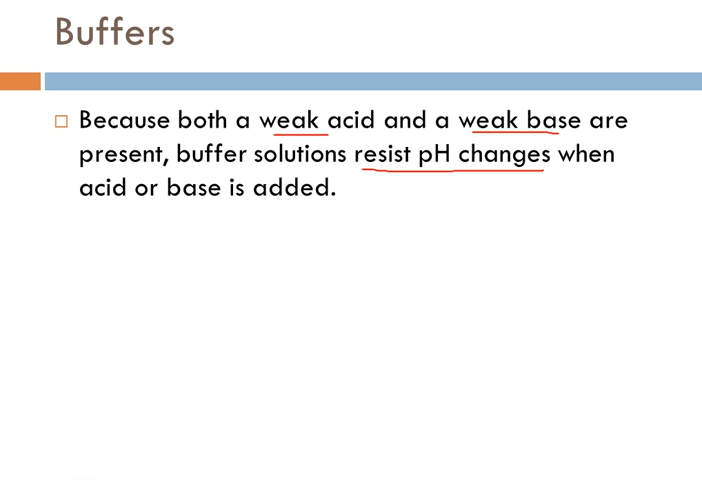 Buffers
Because both a weak acid and a weak base are
present, buffer solutions resist pH changes when
acid or base is added.